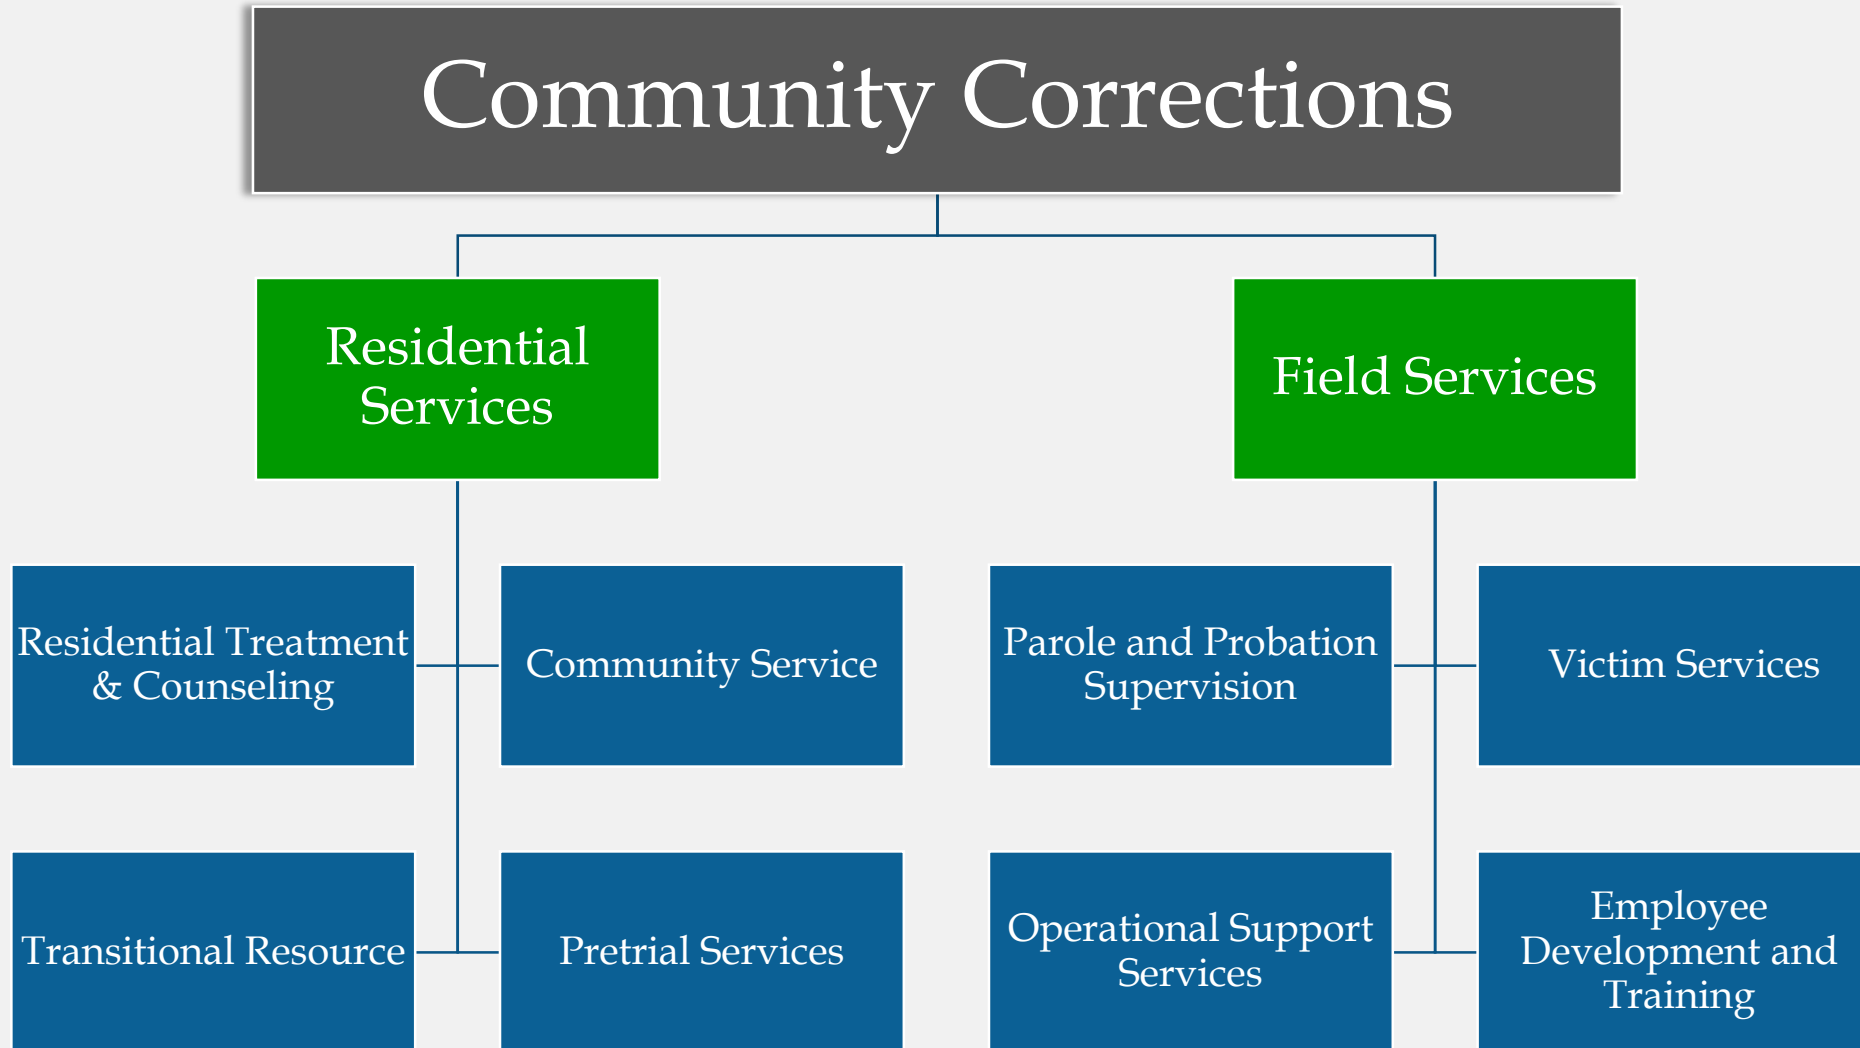 Community Corrections
Residential
Services
Field Services
Residential Treatment
& Counseling
Community Service
Parole and Probation
Supervision
Victim Services
Transitional Resource
Pretrial Services
Operational Support
Services
Employee
Development and
Training